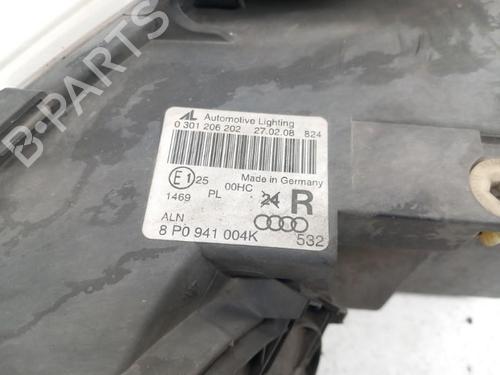 AL Automotive Lighting
0 301 206 202 27.02.08 824
Made in Germany
E1 25 00HC
1469 PL 24 R
ALN
8 P0 941 004K 532
B-PARTS